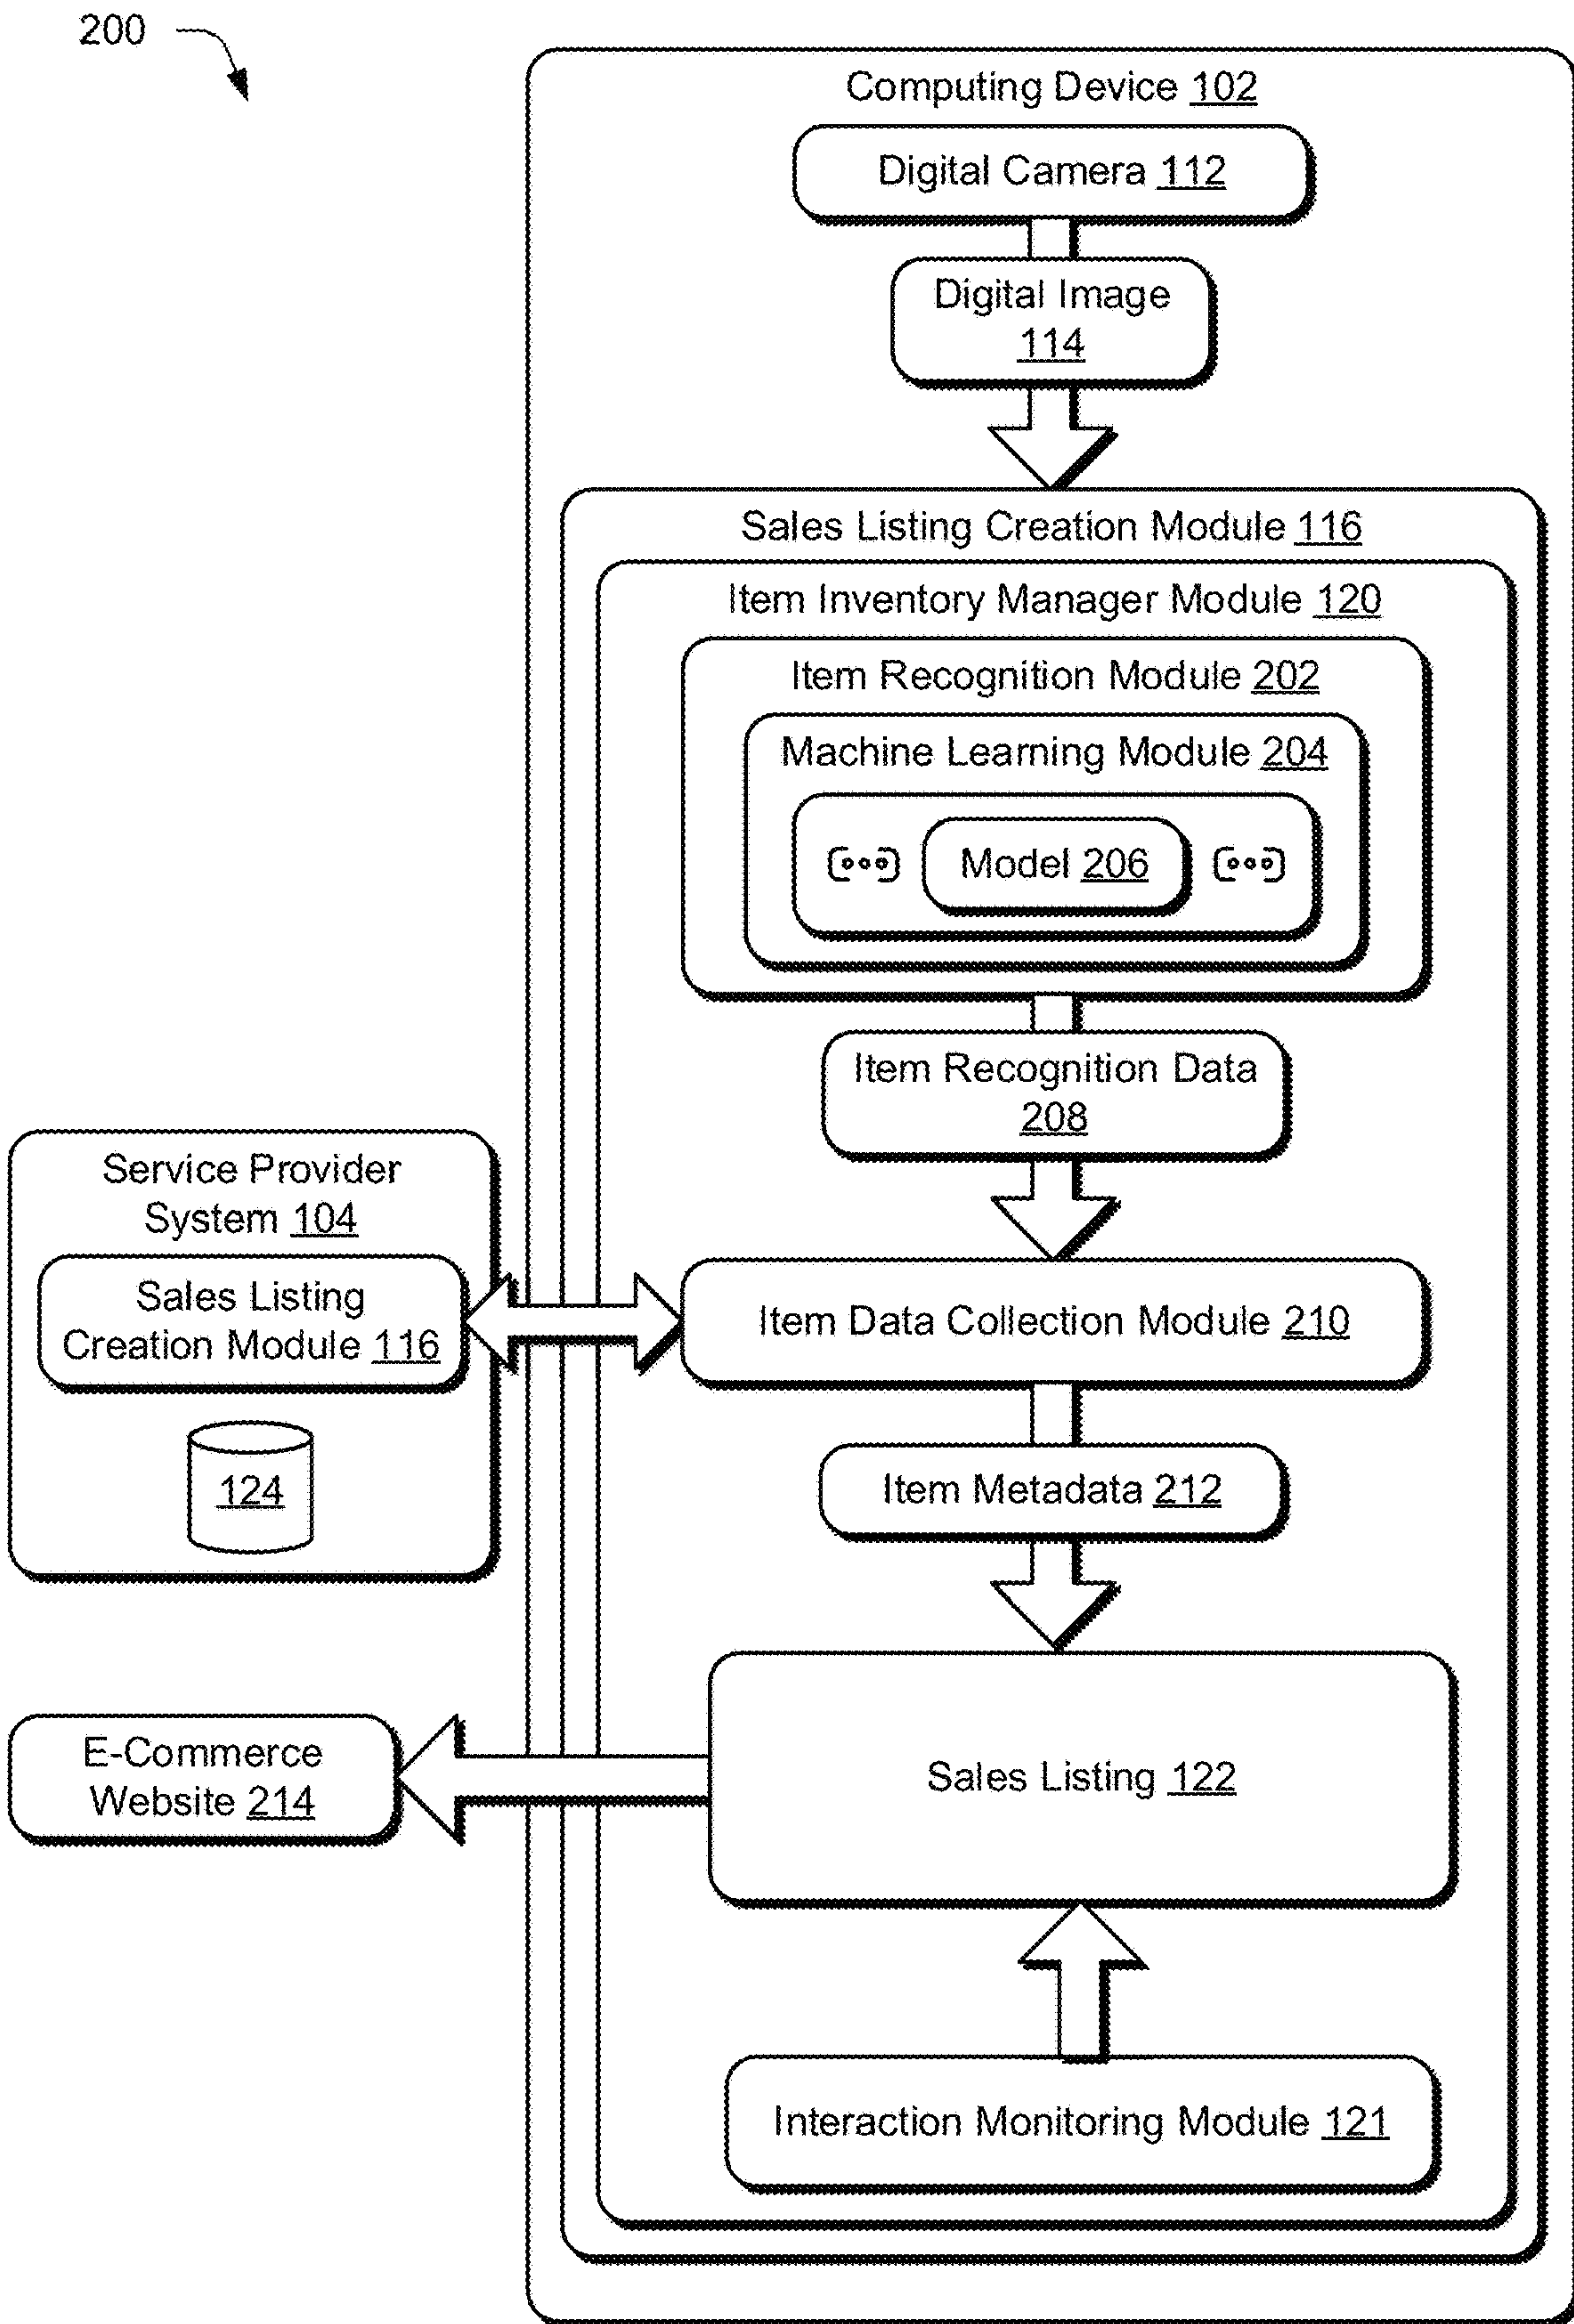 200
Computing Device 102
Digital Camera 112
Digital Image
114
Sales Listing Creation Module 116
Item Inventory Manager Module 120
Item Recognition Module 202
Machine Learning Module 204
Model 206
Item Recognition Data
208
Service Provider
System 104
Sales Listing
Creation Module 116
124
Item Data Collection Module 210
Item Metadata 212
E-Commerce
Website 214
Sales Listing 122
Interaction Monitoring Module 121